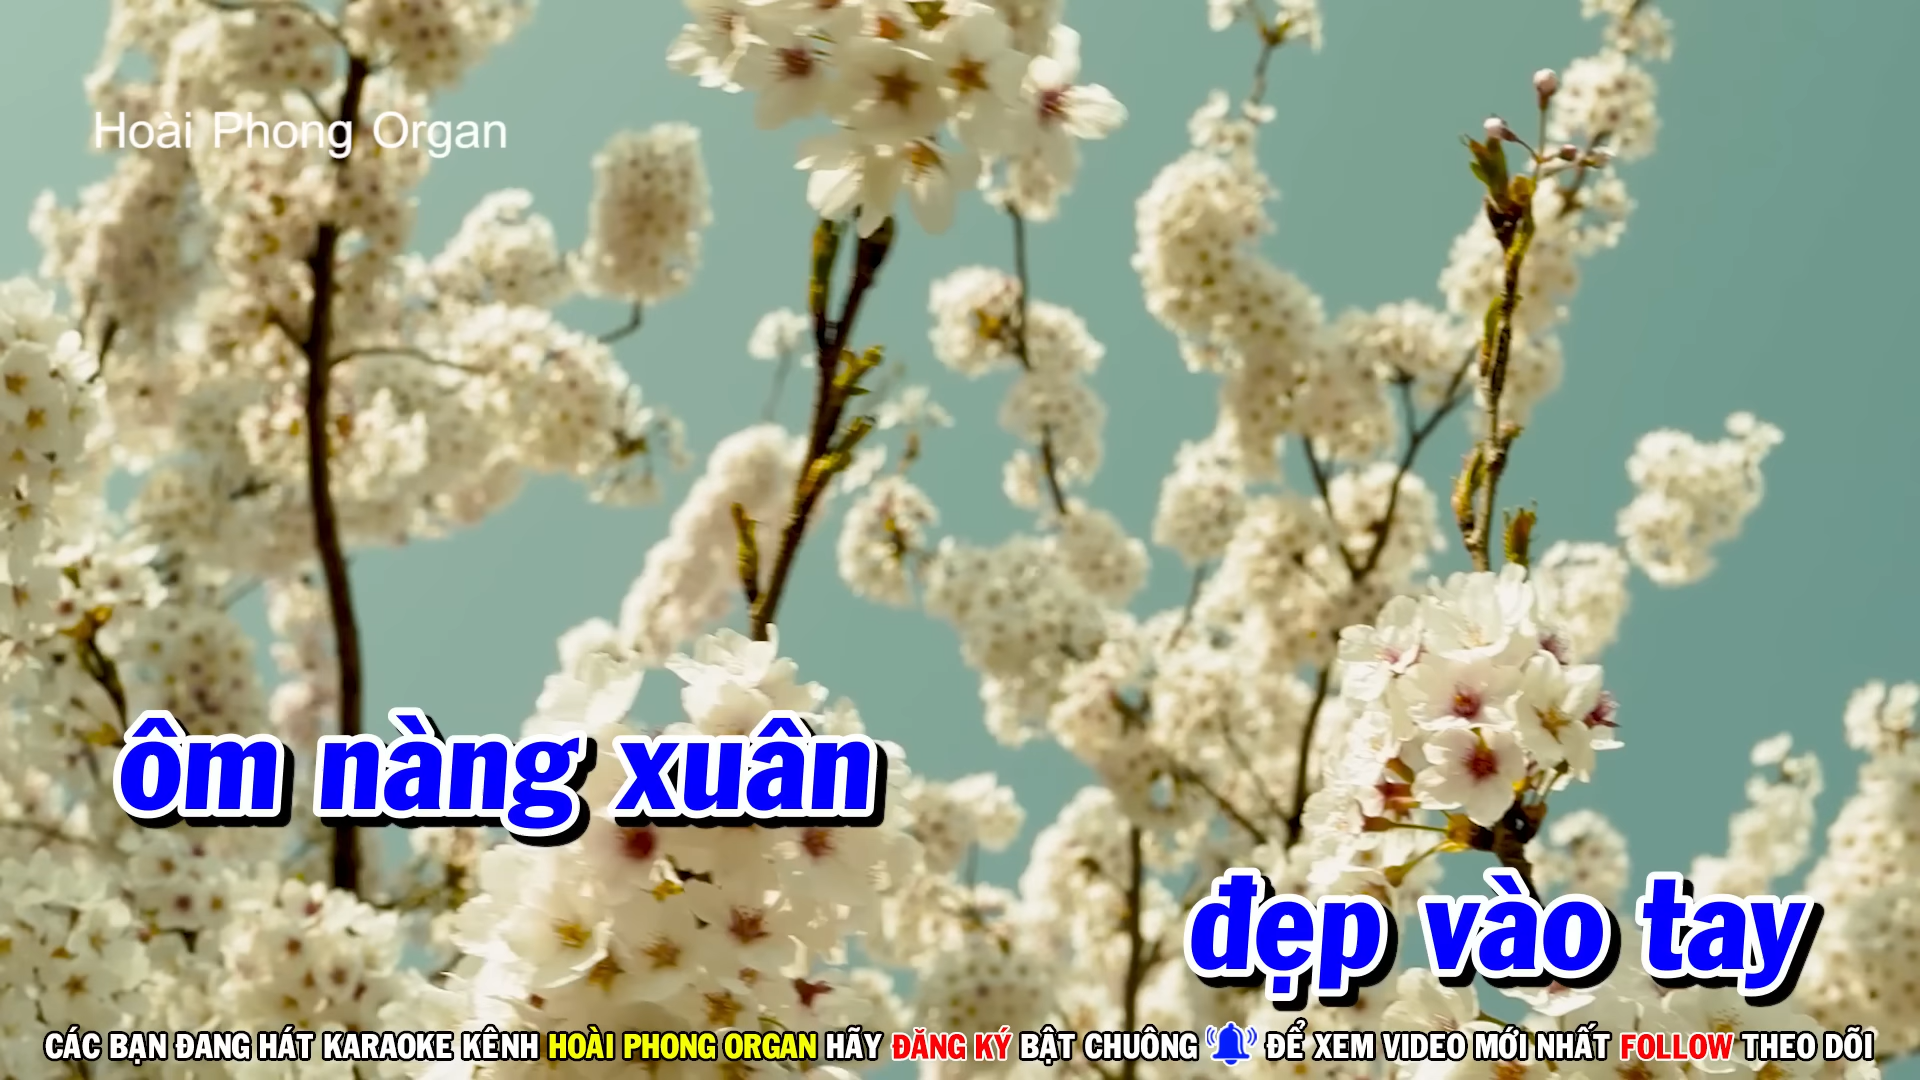 Hoài Phong Organ
ôm nàng xuân
đẹp vào tay
CÁC BẠN ĐANG HÁT KARAOKE KÊNH HOÀI PHONG ORGAN HÃY ĐĂNG KÝ BẬT CHUÔNG ĐỂ XEM VIDEO MỚI NHẤT FOLLOW THEO DÕI